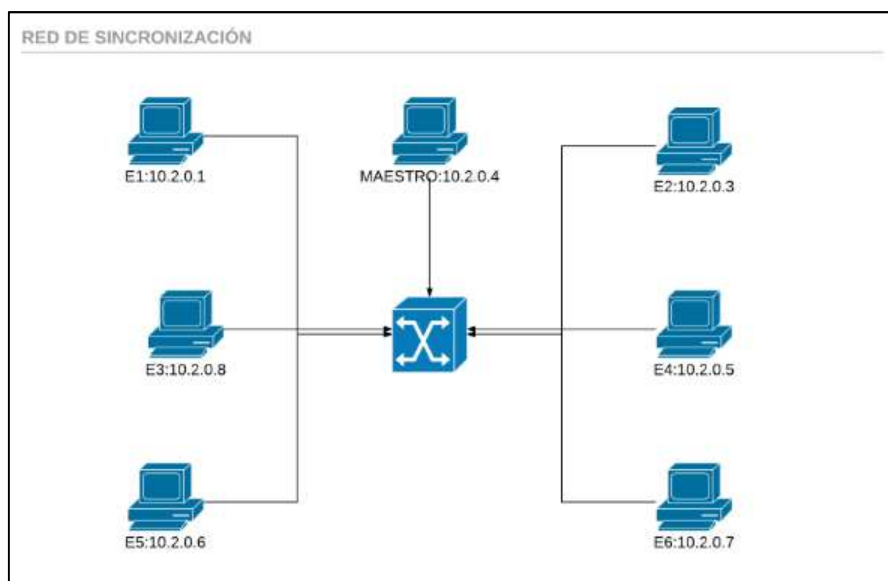 RED DE SINCRONIZACIÓN
E1:10.2.0.1
MAESTRO:10.2.0.4
E2:10.2.0.3
E3:10.2.0.8
E4:10.2.0.5
E5:10.2.0.6
E6:10.2.0.7